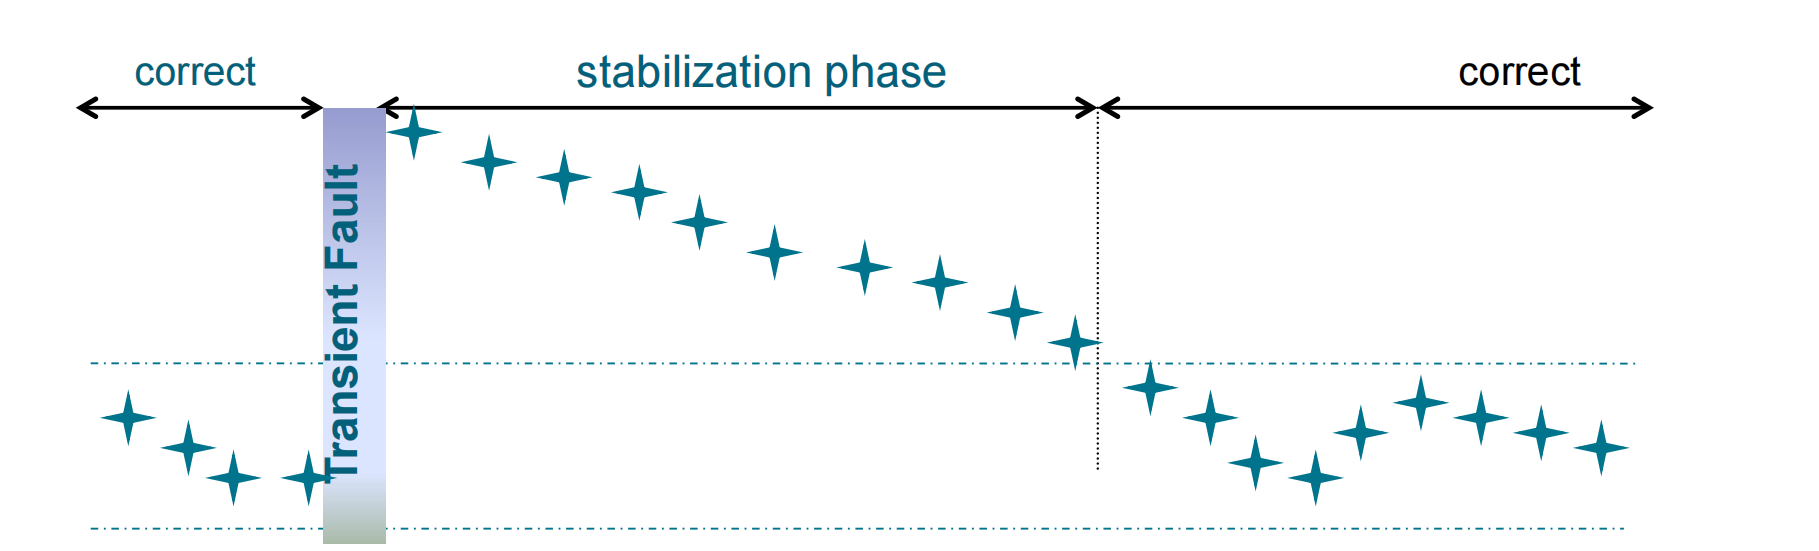 correct
stabilization phase
correct
Transient Fault